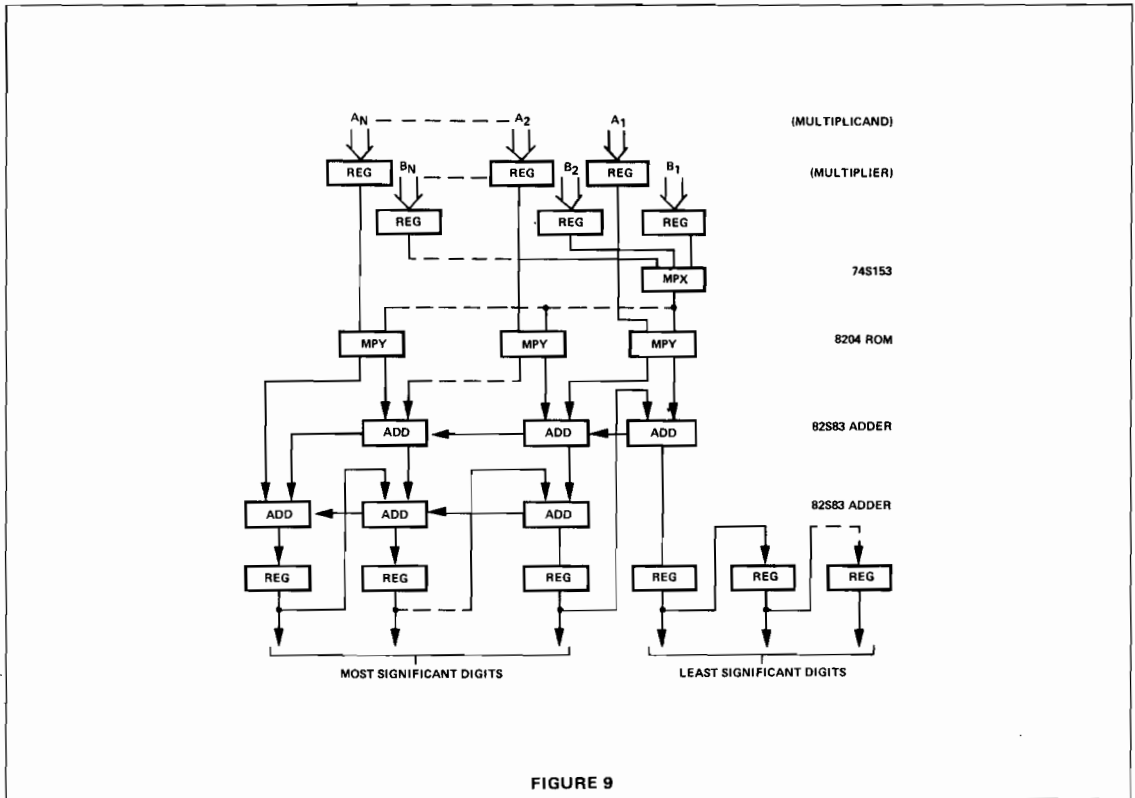 AN A2 A1 (MULTIPLICAND)
REG BN REG B2 REG B1 (MULTIPLIER)
REG REG REG
MPX 74S153
MPY MPY MPY 8204 ROM
ADD ADD ADD 82S83 ADDER
ADD ADD ADD 82S83 ADDER
REG REG REG REG REG REG
MOST SIGNIFICANT DIGITS LEAST SIGNIFICANT DIGITS
FIGURE 9